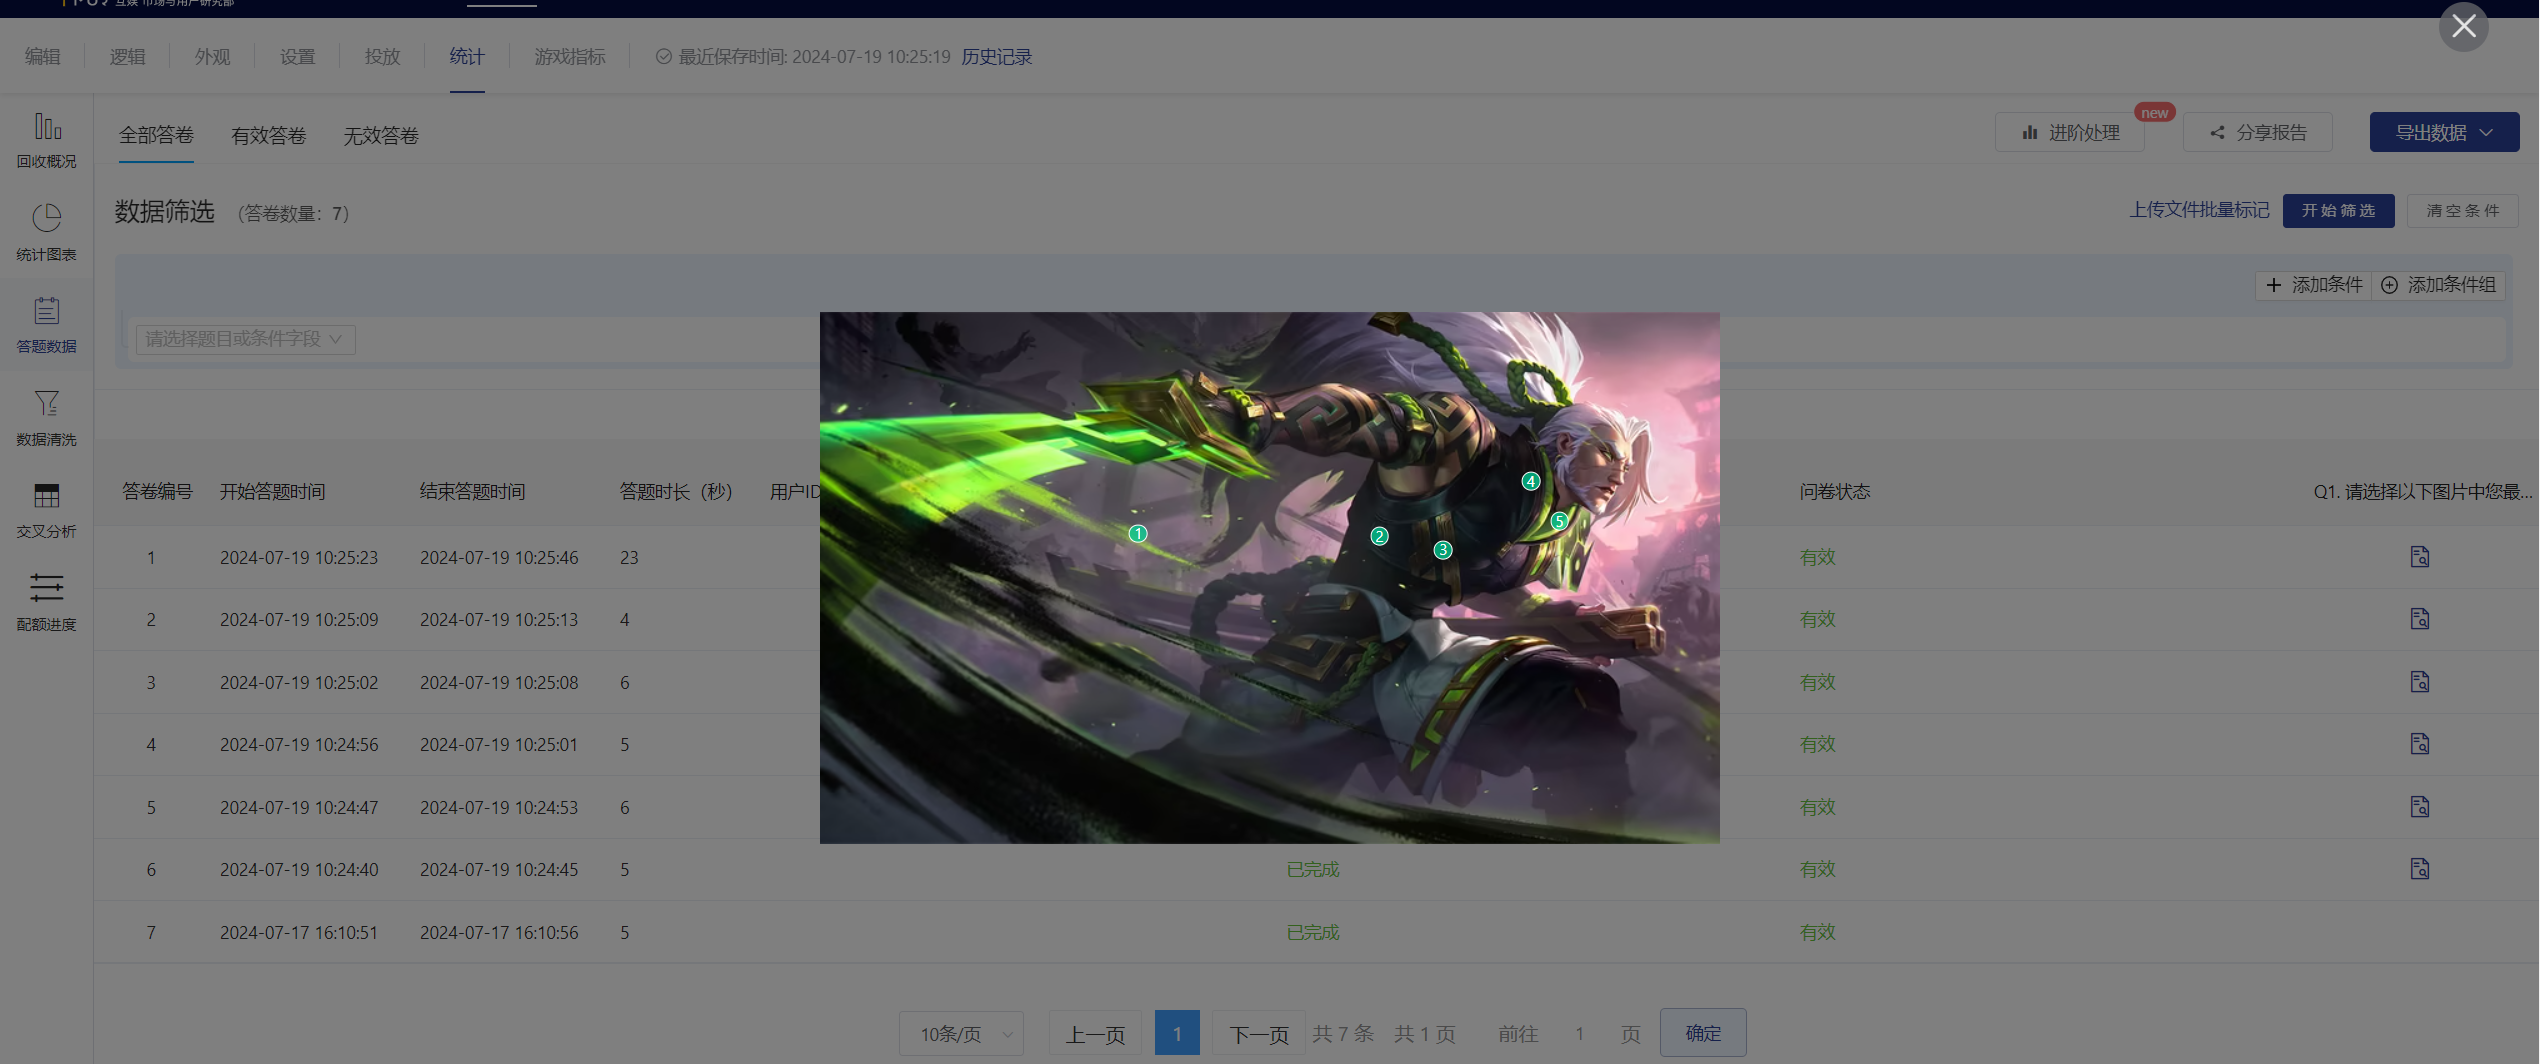 互娱 市场与用户研究部
编辑 逻辑 外观 设置 投放 统计 游戏指标 最近保存时间: 2024-07-19 10:25:19 历史记录
回收概况
统计图表
答题数据
数据清洗
交叉分析
配额进度
全部答卷 有效答卷 无效答卷
进阶处理 new 分享报告 导出数据
数据筛选 （答卷数量：7） 上传文件批量标记 开始筛选 清空条件
添加条件 添加条件组
请选择题目或条件字段
答卷编号 开始答题时间 结束答题时间 答题时长（秒） 用户ID 问卷状态 Q1. 请选择以下图片中您最...
1 2024-07-19 10:25:23 2024-07-19 10:25:46 23 有效
2 2024-07-19 10:25:09 2024-07-19 10:25:13 4 有效
3 2024-07-19 10:25:02 2024-07-19 10:25:08 6 有效
4 2024-07-19 10:24:56 2024-07-19 10:25:01 5 有效
5 2024-07-19 10:24:47 2024-07-19 10:24:53 6 有效
6 2024-07-19 10:24:40 2024-07-19 10:24:45 5 已完成 有效
7 2024-07-17 16:10:51 2024-07-17 16:10:56 5 已完成 有效
4
5
1
2
3
10条/页 上一页 1 下一页 共 7 条 共 1 页 前往 1 页 确定